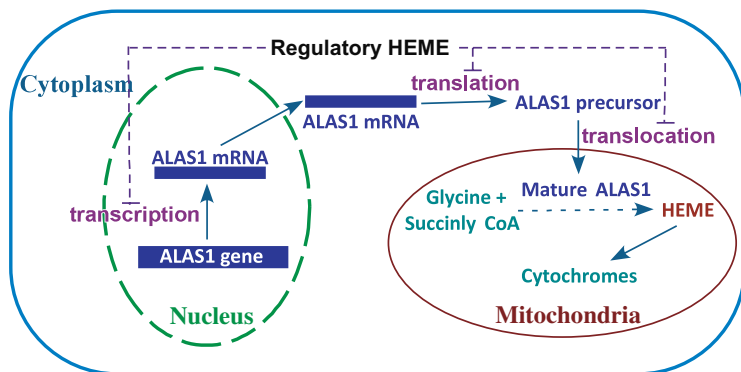 Regulatory HEME
Cytoplasm
translation
ALAS1 mRNA
ALAS1 precursor
translocation
ALAS1 mRNA
Mature ALAS1
transcription
Glycine +
Succinly CoA
HEME
ALAS1 gene
Cytochromes
Nucleus
Mitochondria